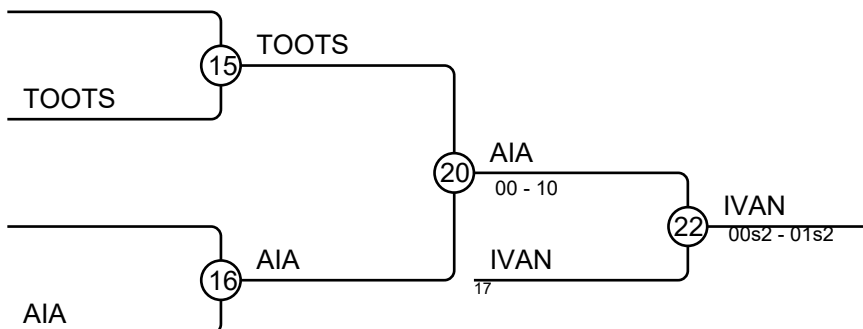 TOOTS
15
TOOTS
AIA
20
00 - 10
IVAN
22
00s2 - 01s2
IVAN
17
AIA
16
AIA